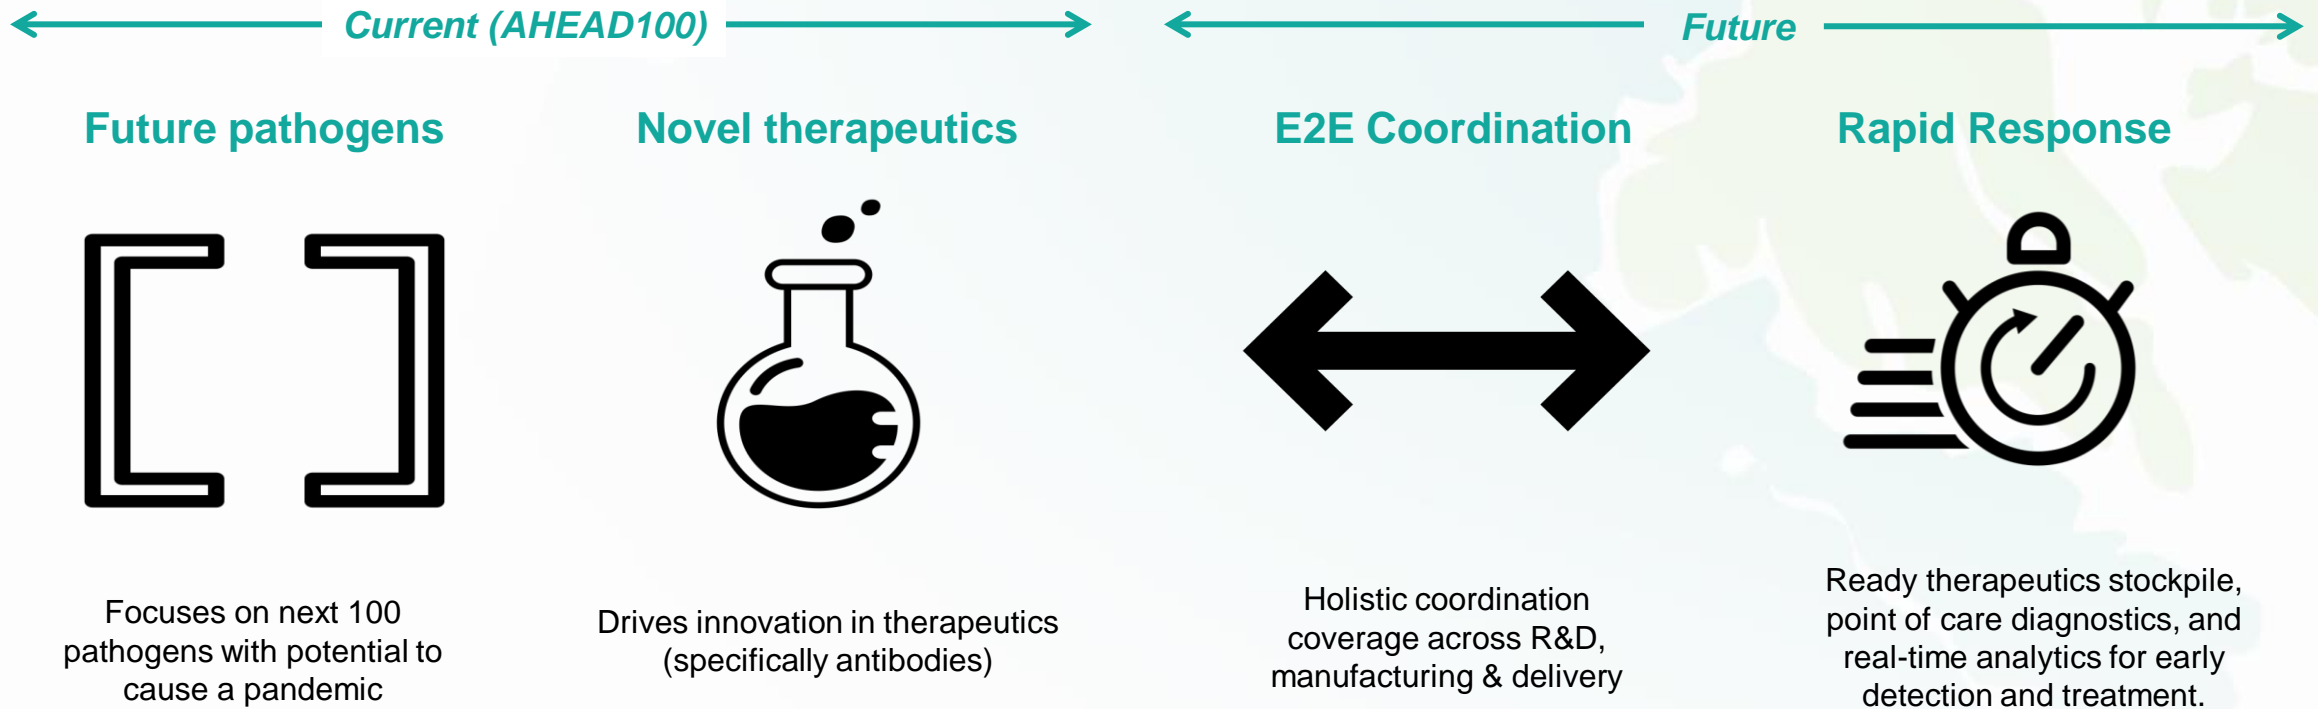 Current (AHEAD100)
Future
Future pathogens
Novel therapeutics
E2E Coordination
Rapid Response
Focuses on next 100
pathogens with potential to
cause a pandemic
Drives innovation in therapeutics
(specifically antibodies)
Holistic coordination
coverage across R&D,
manufacturing & delivery
Ready therapeutics stockpile,
point of care diagnostics, and
real-time analytics for early
detection and treatment.